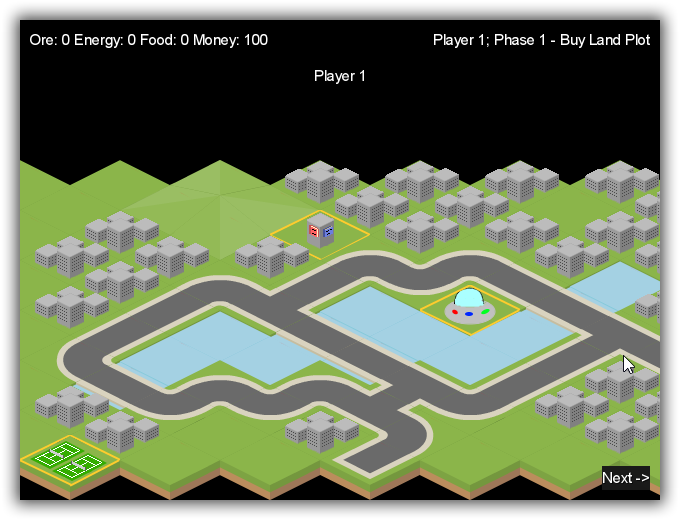 Ore: 0 Energy: 0 Food: 0 Money: 100
Player 1; Phase 1 - Buy Land Plot
Player 1
Next ->